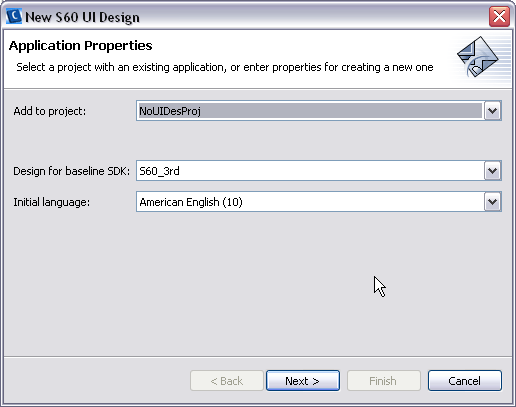 New S60 UI Design
Application Properties
Select a project with an existing application, or enter properties for creating a new one
Add to project: NoUIDesProj
Design for baseline SDK: S60_3rd
Initial language: American English (10)
< Back Next > Finish Cancel